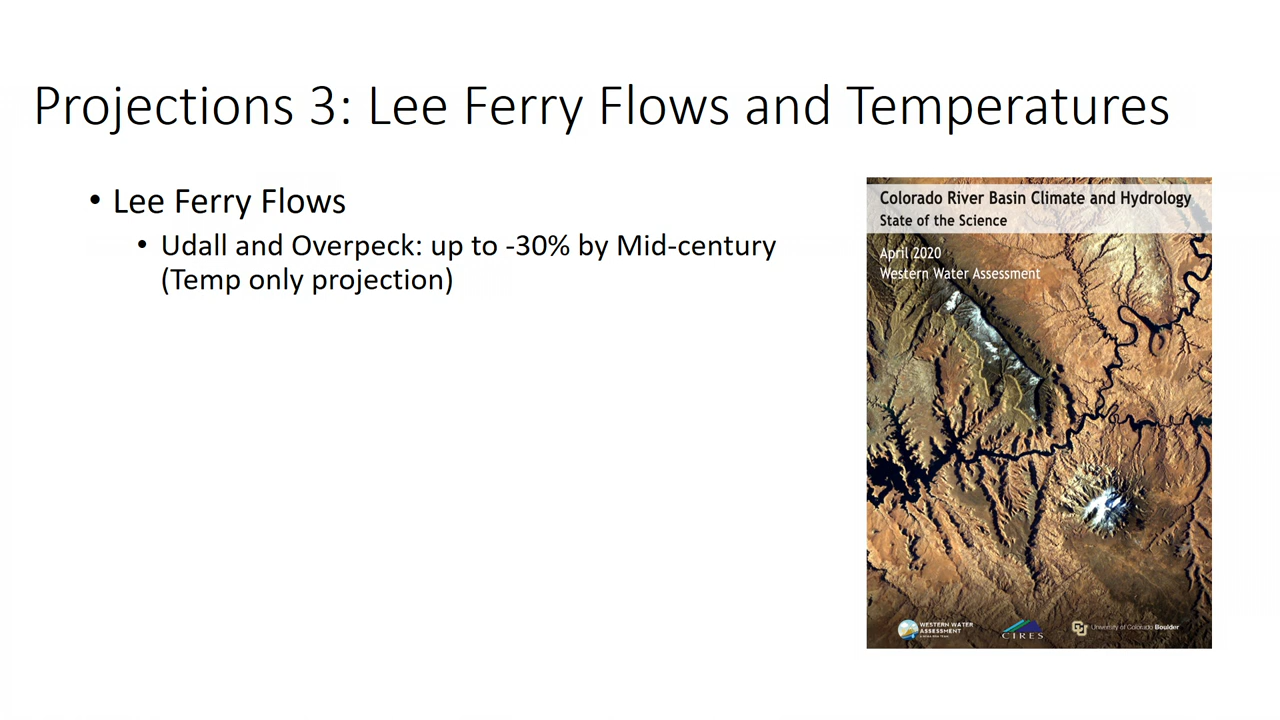 Projections 3: Lee Ferry Flows and Temperatures
• Lee Ferry Flows
• Udall and Overpeck: up to -30% by Mid-century
(Temp only projection)
Colorado River Basin Climate and Hydrology
State of the Science
April 2020
Western Water Assessment
WESTERN WATER
ASSESSMENT
CIRES
CU
University of Colorado Boulder